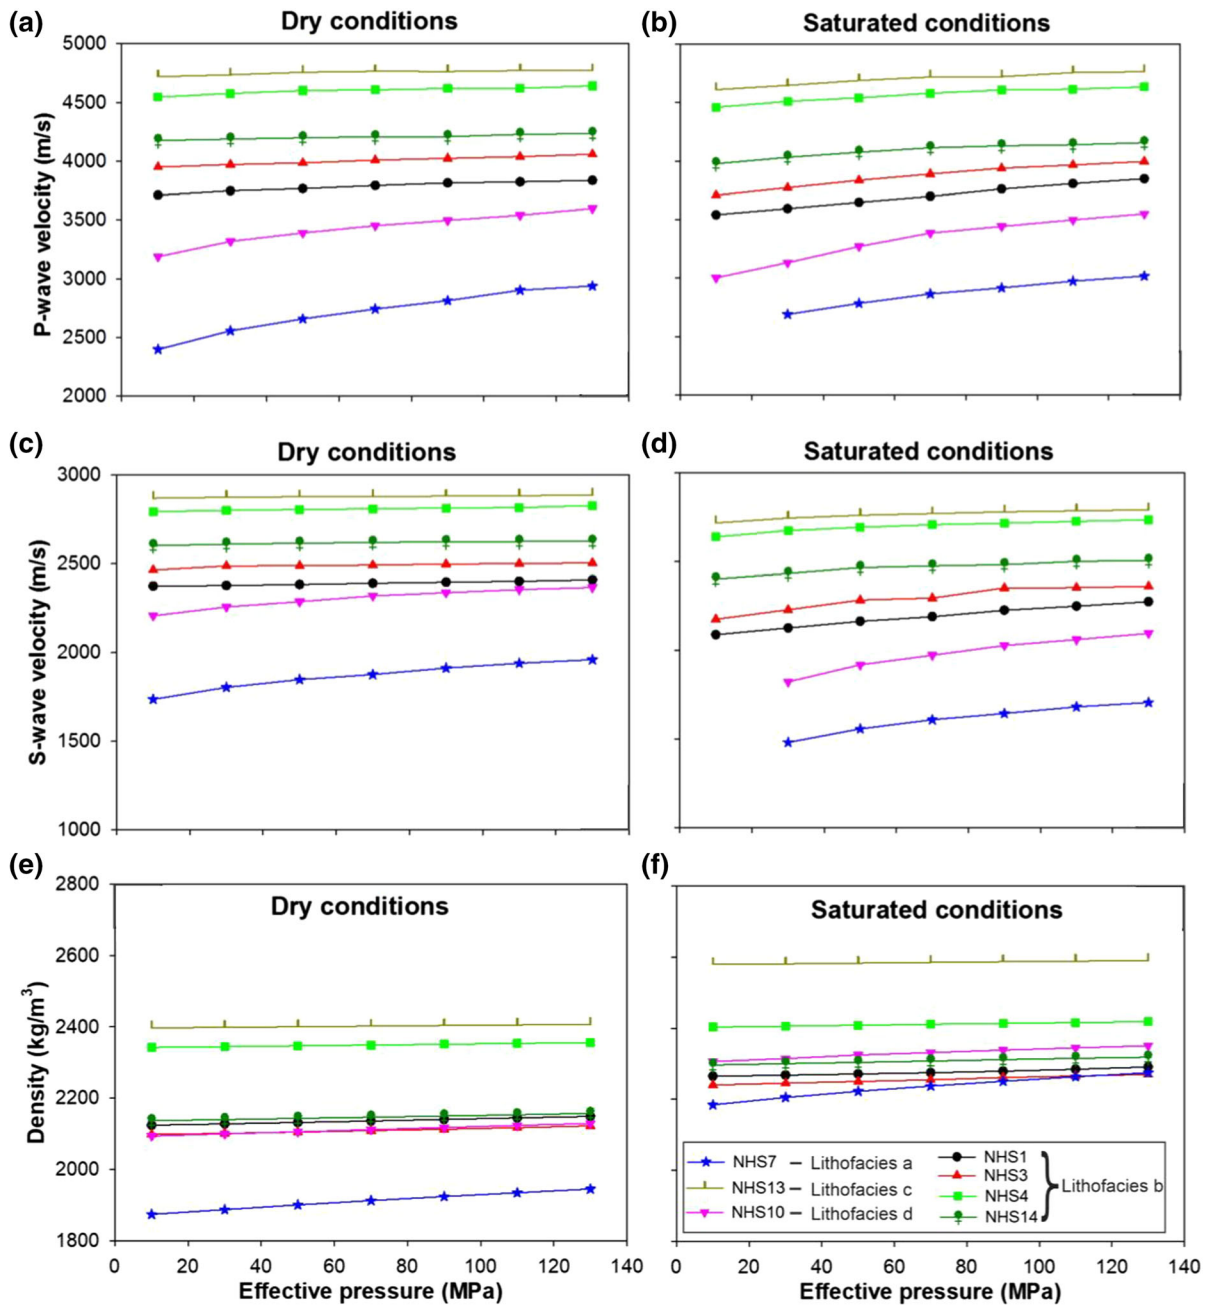 (a)
Dry conditions
(b)
Saturated conditions
P-wave velocity (m/s)
5000
4500
4000
3500
3000
2500
2000
(c)
Dry conditions
(d)
Saturated conditions
S-wave velocity (m/s)
3000
2500
2000
1500
1000
(e)
Dry conditions
(f)
Saturated conditions
Density (kg/m³)
2800
2600
2400
2200
2000
1800
0 20 40 60 80 100 120 140
Effective pressure (MPa)
NHS7 – Lithofacies a
NHS13 – Lithofacies c
NHS10 – Lithofacies d
NHS1
NHS3
NHS4
NHS14
Lithofacies b
0 20 40 60 80 100 120 140
Effective pressure (MPa)